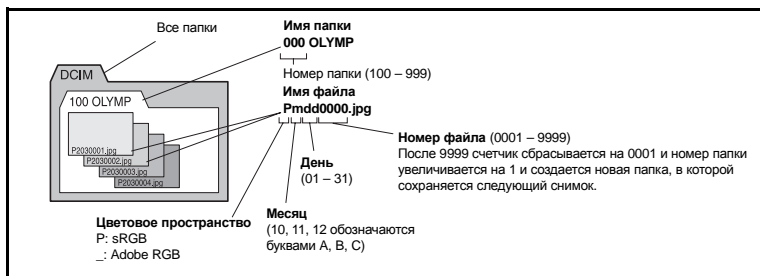 Все папки
Имя папки
000 OLYMP
Номер папки (100 – 999)
DCIM
100 OLYMP
P2030001.jpg
P2030002.jpg
P2030003.jpg
P2030004.jpg
Имя файла
Pmdd0000.jpg
Номер файла (0001 – 9999)
После 9999 счетчик сбрасывается на 0001 и номер папки
увеличивается на 1 и создается новая папка, в которой
сохраняется следующий снимок.
День
(01 – 31)
Месяц
(10, 11, 12 обозначаются
буквами A, B, C)
Цветовое пространство
P: sRGB
_: Adobe RGB